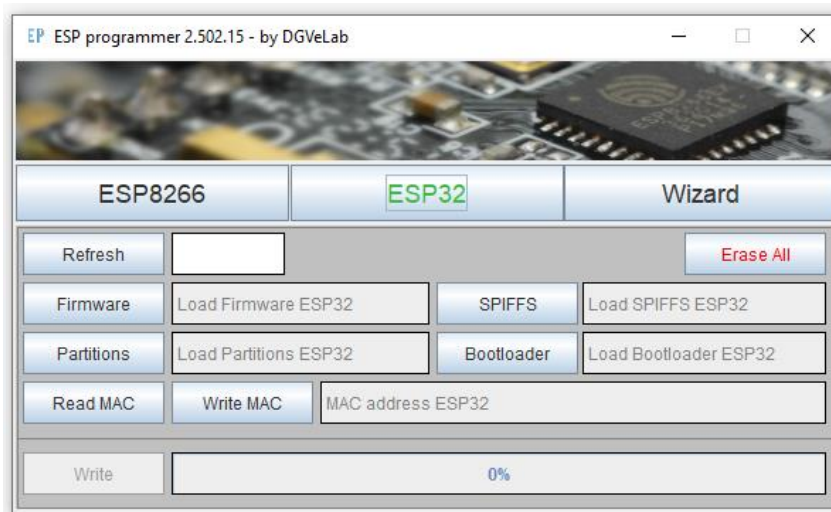 EP ESP programmer 2.502.15 - by DGVeLab
ESP8266 ESP32 Wizard
Refresh Erase All
Firmware Load Firmware ESP32 SPIFFS Load SPIFFS ESP32
Partitions Load Partitions ESP32 Bootloader Load Bootloader ESP32
Read MAC Write MAC MAC address ESP32
Write 0%